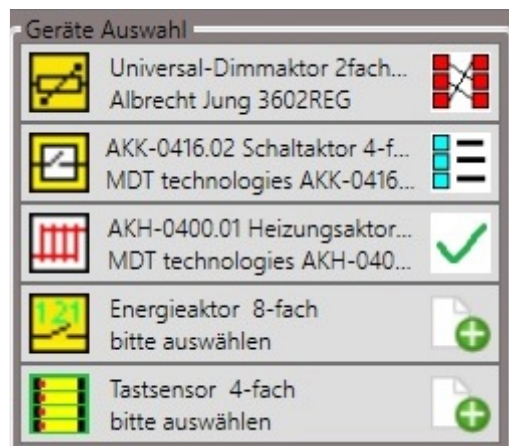 Geräte Auswahl
Universal-Dimmaktor 2fach...
Albrecht Jung 3602REG
AKK-0416.02 Schaltaktor 4-f...
MDT technologies AKK-0416...
AKH-0400.01 Heizungsaktor...
MDT technologies AKH-040...
121
Energieaktor 8-fach
bitte auswählen
Tastsensor 4-fach
bitte auswählen